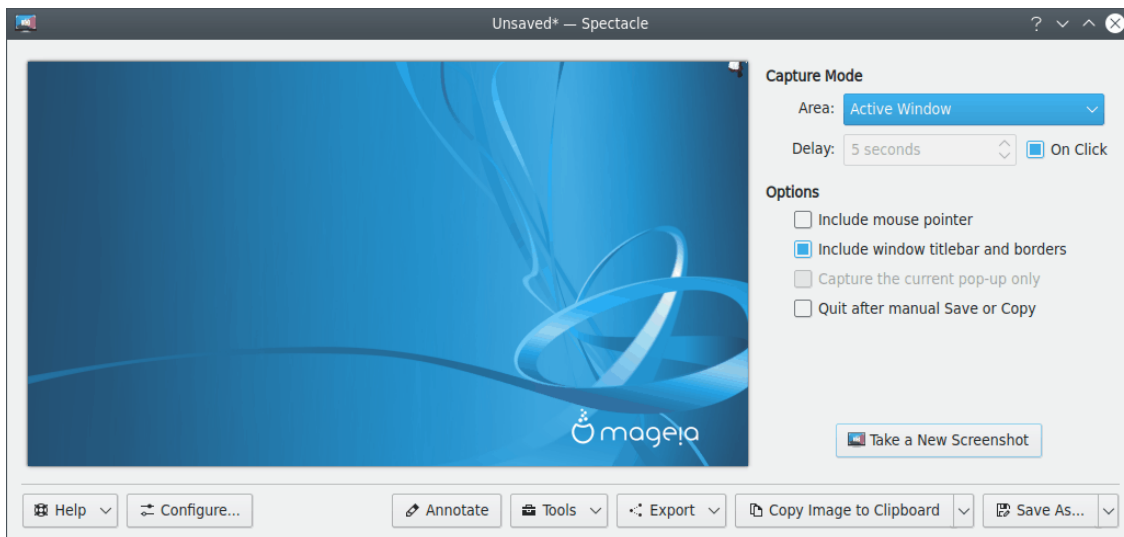 Unsaved* — Spectacle
Capture Mode
Area: Active Window
Delay: 5 seconds On Click
Options
Include mouse pointer
Include window titlebar and borders
Capture the current pop-up only
Quit after manual Save or Copy
mageia
Take a New Screenshot
Help Configure... Annotate Tools Export Copy Image to Clipboard Save As...